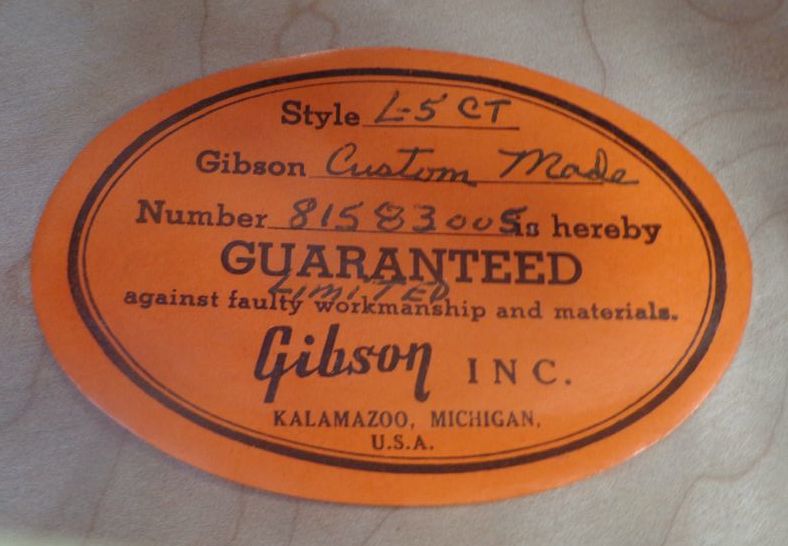 Style L-5 CT
Gibson Custom Made
Number 81583005 is hereby
GUARANTEED
LIMITED
against faulty workmanship and materials.
Gibson INC.
KALAMAZOO, MICHIGAN,
U.S.A.